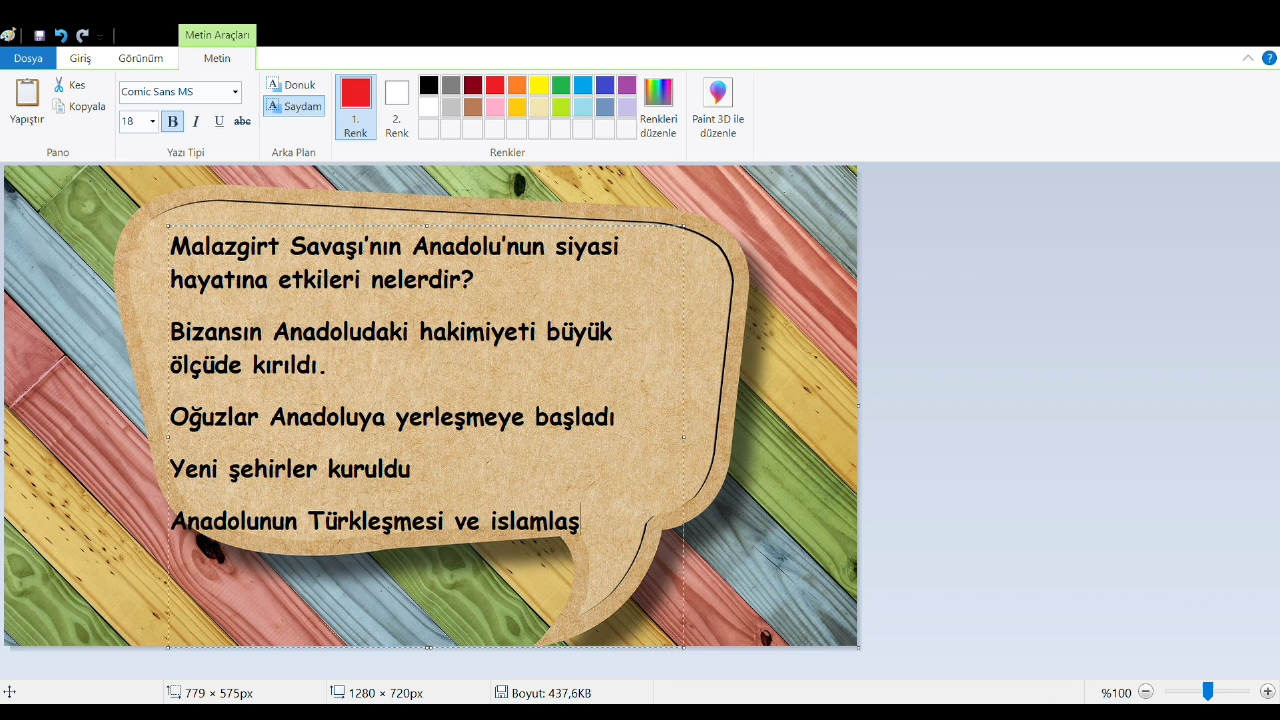 Metin Araçları
Dosya Giriş Görünüm Metin
Yapıştır
Kes
Kopyala
Pano
Comic Sans MS
18 B I U abc
Yazı Tipi
Donuk
Saydam
Arka Plan
1.
Renk
2.
Renk
Renkleri
düzenle
Renkler
Paint 3D ile
düzenle
Malazgirt Savaşı'nın Anadolu'nun siyasi
hayatına etkileri nelerdir?
Bizansın Anadoludaki hakimiyeti büyük
ölçüde kırıldı.
Oğuzlar Anadoluya yerleşmeye başladı
Yeni şehirler kuruldu
Anadolunun Türkleşmesi ve islamlaş
779 × 575px 1280 × 720px Boyut: 437,6KB %100